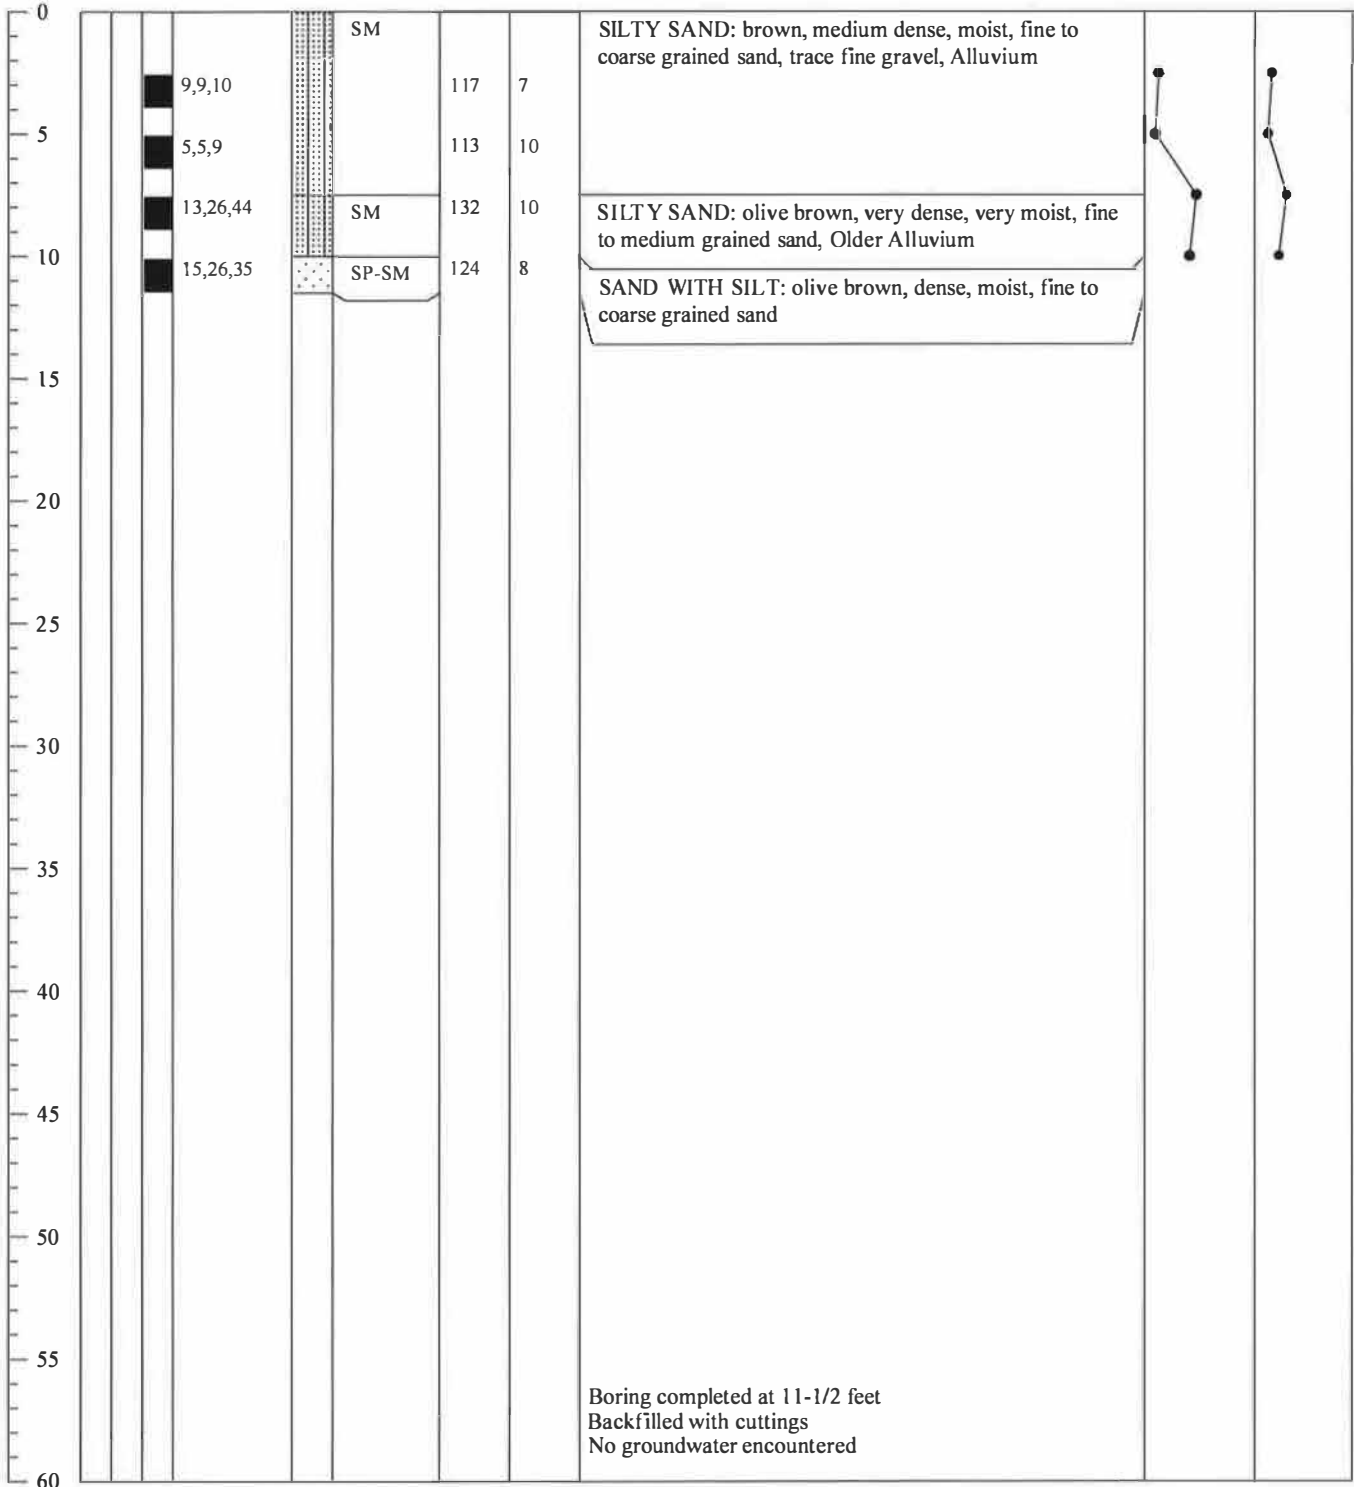 0
SM
SILTY SAND: brown, medium dense, moist, fine to
coarse grained sand, trace fine gravel, Alluvium
9,9,10
117
7
5
5,5,9
113
10
13,26,44
SM
132
10
SILTY SAND: olive brown, very dense, very moist, fine
to medium grained sand, Older Alluvium
10
15,26,35
SP-SM
124
8
SAND WITH SILT: olive brown, dense, moist, fine to
coarse grained sand
15
20
25
30
35
40
45
50
55
Boring completed at 11-1/2 feet
Backfilled with cuttings
No groundwater encountered
60